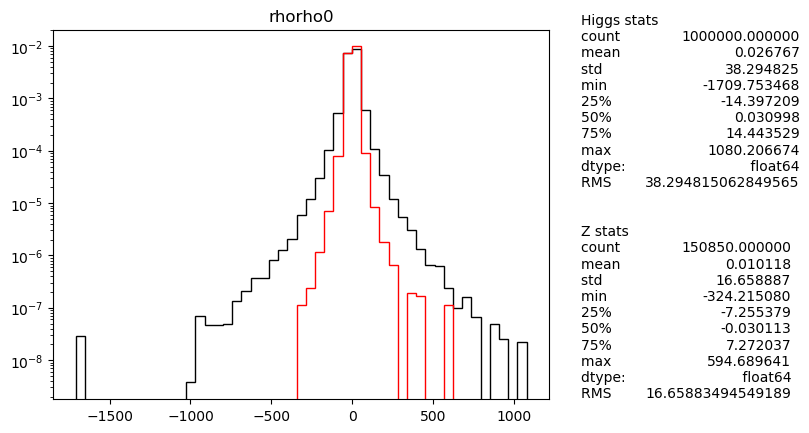 rhorho0
10⁻²
10⁻³
10⁻⁴
10⁻⁵
10⁻⁶
10⁻⁷
10⁻⁸
−1500 −1000 −500 0 500 1000
Higgs stats
count 1000000.000000
mean 0.026767
std 38.294825
min -1709.753468
25% -14.397209
50% 0.030998
75% 14.443529
max 1080.206674
dtype: float64
RMS 38.294815062849565
Z stats
count 150850.000000
mean 0.010118
std 16.658887
min -324.215080
25% -7.255379
50% -0.030113
75% 7.272037
max 594.689641
dtype: float64
RMS 16.65883494549189